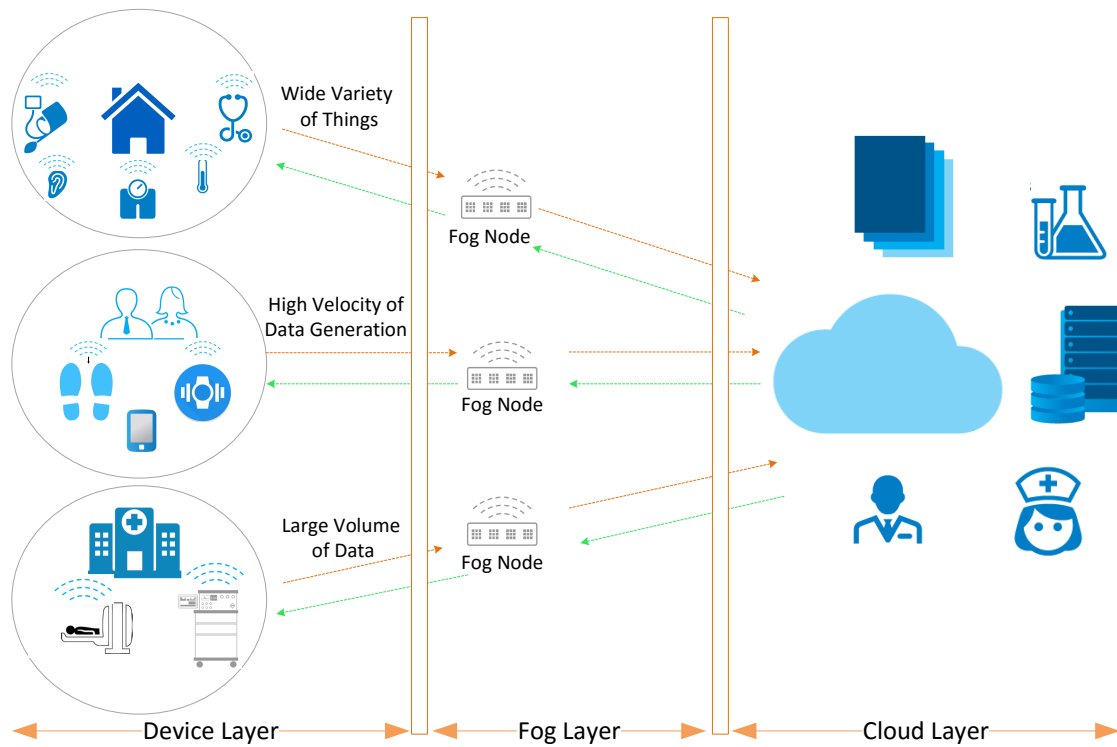 Wide Variety
of Things
Fog Node
High Velocity of
Data Generation
Fog Node
Large Volume
of Data
Fog Node
Device Layer
Fog Layer
Cloud Layer